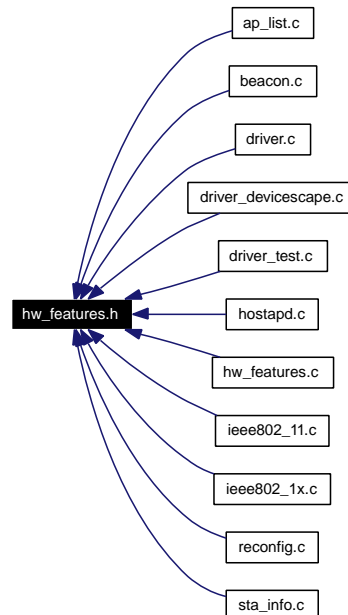 ap_list.c
beacon.c
driver.c
driver_devicescape.c
driver_test.c
hw_features.h
hostapd.c
hw_features.c
ieee802_11.c
ieee802_1x.c
reconfig.c
sta_info.c